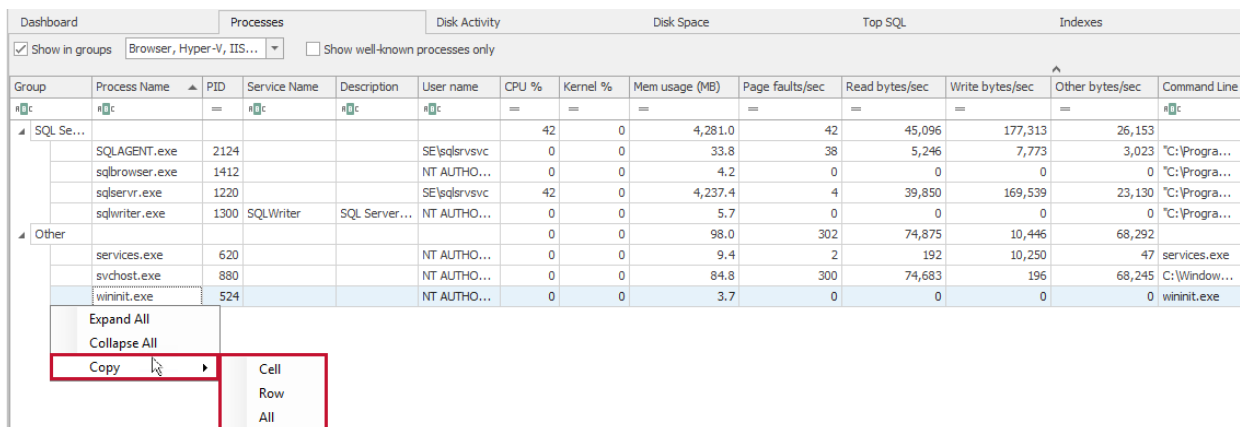 Dashboard Processes Disk Activity Disk Space Top SQL Indexes
Show in groups Browser, Hyper-V, IIS... Show well-known processes only
Group Process Name PID Service Name Description User name CPU % Kernel % Mem usage (MB) Page faults/sec Read bytes/sec Write bytes/sec Other bytes/sec Command Line
ABC ABC = ABC ABC ABC = = = = = = = ABC
SQL Se... 42 0 4,281.0 42 45,096 177,313 26,153
SQLAGENT.exe 2124 SE\sqlsrvsvc 0 0 33.8 38 5,246 7,773 3,023 "C:\Progra...
sqlbrowser.exe 1412 NT AUTHO... 0 0 4.2 0 0 0 0 "C:\Progra...
sqlservr.exe 1220 SE\sqlsrvsvc 42 0 4,237.4 4 39,850 169,539 23,130 "C:\Progra...
sqlwriter.exe 1300 SQLWriter SQL Server... NT AUTHO... 0 0 5.7 0 0 0 0 "C:\Progra...
Other 0 0 98.0 302 74,875 10,446 68,292
services.exe 620 NT AUTHO... 0 0 9.4 2 192 10,250 47 services.exe
svchost.exe 880 NT AUTHO... 0 0 84.8 300 74,683 196 68,245 C:\Window...
wininit.exe 524 NT AUTHO... 0 0 3.7 0 0 0 0 wininit.exe
Expand All
Collapse All
Copy Cell
Row
All